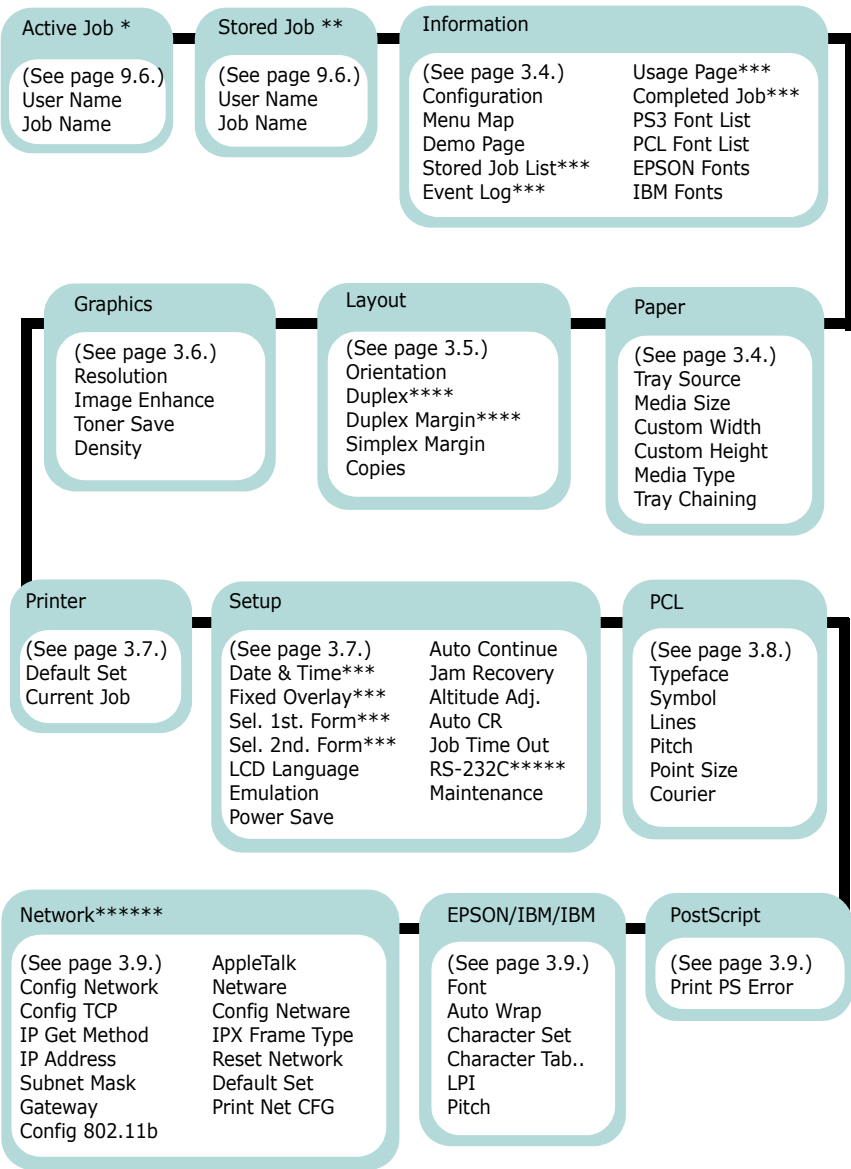 Active Job *
(See page 9.6.)
User Name
Job Name
Stored Job **
(See page 9.6.)
User Name
Job Name
Information
(See page 3.4.)
Configuration
Menu Map
Demo Page
Stored Job List***
Event Log***
Usage Page***
Completed Job***
PS3 Font List
PCL Font List
EPSON Fonts
IBM Fonts
Graphics
(See page 3.6.)
Resolution
Image Enhance
Toner Save
Density
Layout
(See page 3.5.)
Orientation
Duplex****
Duplex Margin****
Simplex Margin
Copies
Paper
(See page 3.4.)
Tray Source
Media Size
Custom Width
Custom Height
Media Type
Tray Chaining
Printer
(See page 3.7.)
Default Set
Current Job
Setup
(See page 3.7.)
Date & Time***
Fixed Overlay***
Sel. 1st. Form***
Sel. 2nd. Form***
LCD Language
Emulation
Power Save
Auto Continue
Jam Recovery
Altitude Adj.
Auto CR
Job Time Out
RS-232C*****
Maintenance
PCL
(See page 3.8.)
Typeface
Symbol
Lines
Pitch
Point Size
Courier
Network******
(See page 3.9.)
Config Network
Config TCP
IP Get Method
IP Address
Subnet Mask
Gateway
Config 802.11b
AppleTalk
Netware
Config Netware
IPX Frame Type
Reset Network
Default Set
Print Net CFG
EPSON/IBM/IBM
(See page 3.9.)
Font
Auto Wrap
Character Set
Character Tab..
LPI
Pitch
PostScript
(See page 3.9.)
Print PS Error